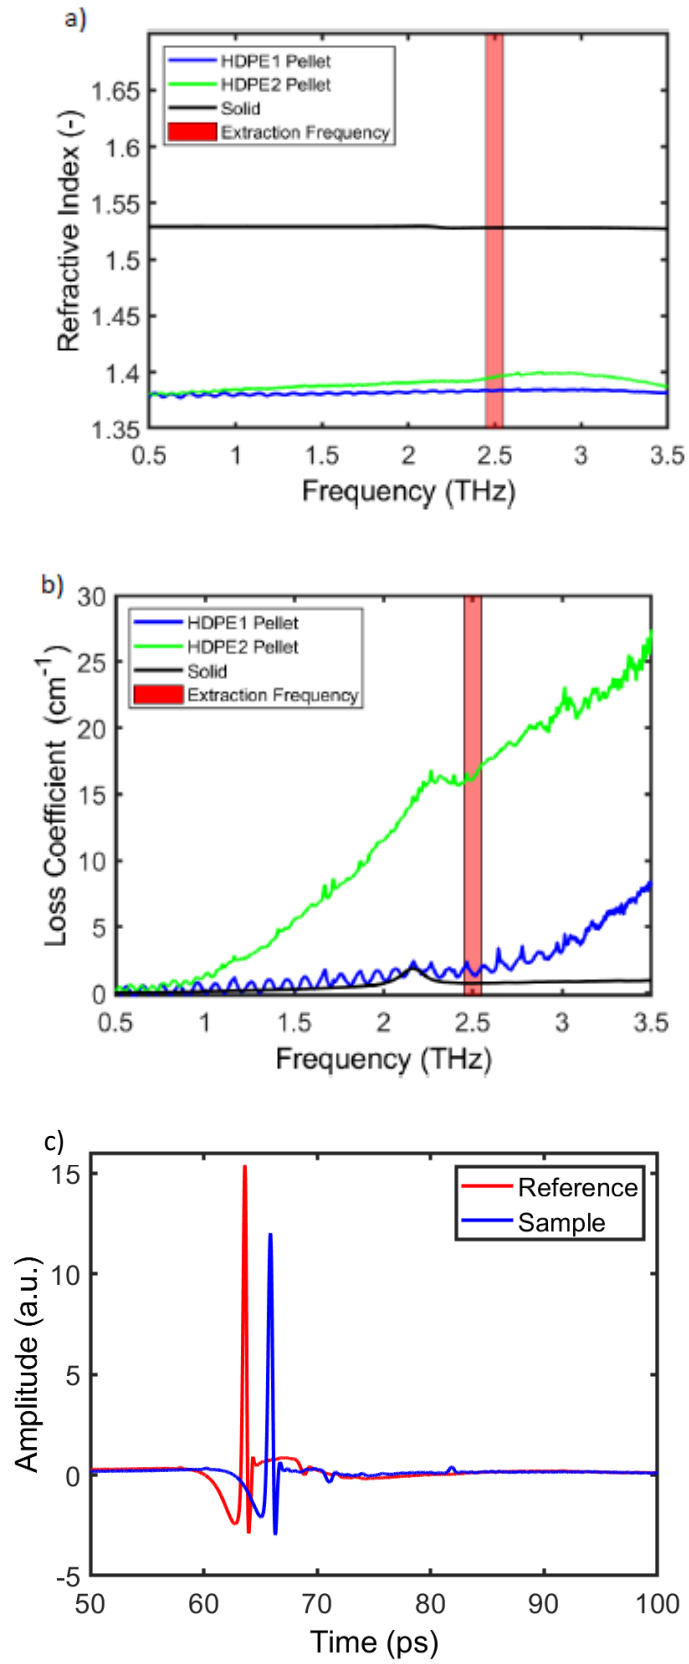 a)
HDPE1 Pellet
HDPE2 Pellet
Solid
Extraction Frequency
Refractive Index (-)
1.65
1.6
1.55
1.5
1.45
1.4
1.35
0.5 1 1.5 2 2.5 3 3.5
Frequency (THz)
b)
HDPE1 Pellet
HDPE2 Pellet
Solid
Extraction Frequency
Loss Coefficient (cm⁻¹)
30
25
20
15
10
5
0
0.5 1 1.5 2 2.5 3 3.5
Frequency (THz)
c)
Reference
Sample
Amplitude (a.u.)
15
10
5
0
-5
50 60 70 80 90 100
Time (ps)